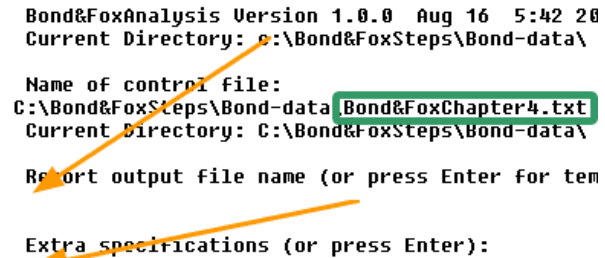 Bond&FoxAnalysis Version 1.0.0 Aug 16 5:42 20
Current Directory: c:\Bond&FoxSteps\Bond-data\
Name of control file:
C:\Bond&FoxSteps\Bond-data\Bond&FoxChapter4.txt
Current Directory: C:\Bond&FoxSteps\Bond-data\
Report output file name (or press Enter for tem
Extra specifications (or press Enter):